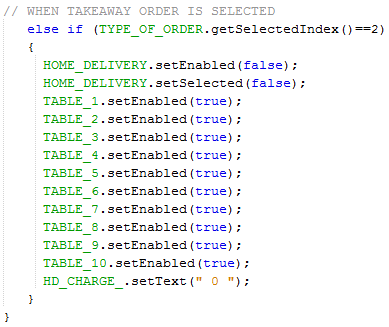 // WHEN TAKEAWAY ORDER IS SELECTED
else if (TYPE_OF_ORDER.getSelectedIndex()==2)
{
HOME_DELIVERY.setEnabled(false);
HOME_DELIVERY.setSelected(false);
TABLE_1.setEnabled(true);
TABLE_2.setEnabled(true);
TABLE_3.setEnabled(true);
TABLE_4.setEnabled(true);
TABLE_5.setEnabled(true);
TABLE_6.setEnabled(true);
TABLE_7.setEnabled(true);
TABLE_8.setEnabled(true);
TABLE_9.setEnabled(true);
TABLE_10.setEnabled(true);
HD_CHARGE_.setText(" 0 ");
}
}